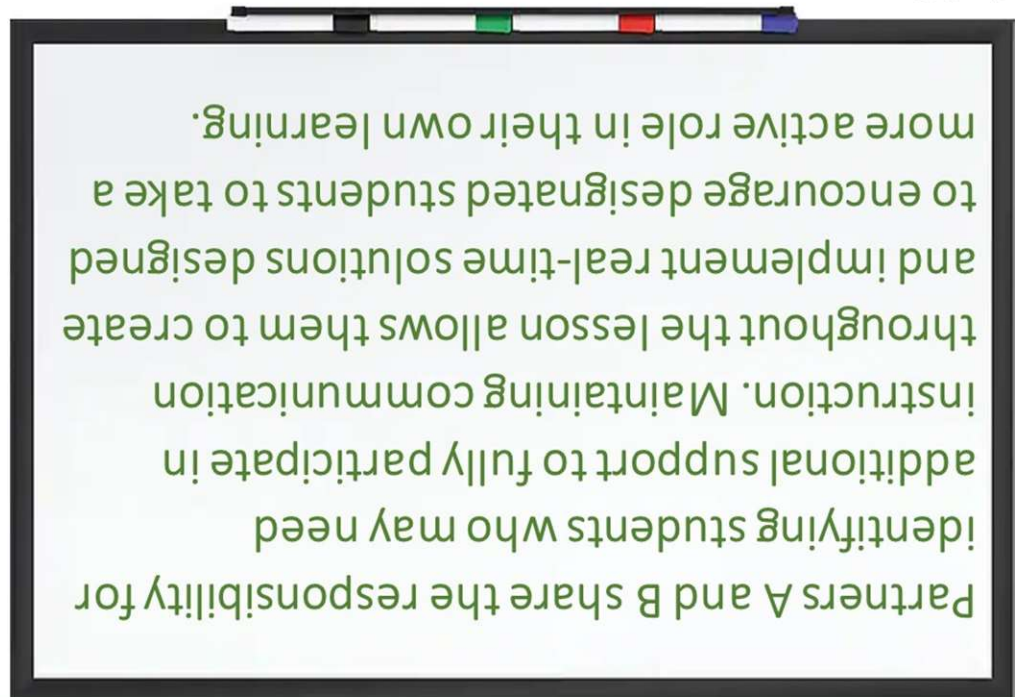 Partners A and B share the responsibility for
identifying students who may need
additional support to fully participate in
instruction. Maintaining communication
throughout the lesson allows them to create
and implement real-time solutions designed
to encourage designated students to take a
more active role in their own learning.